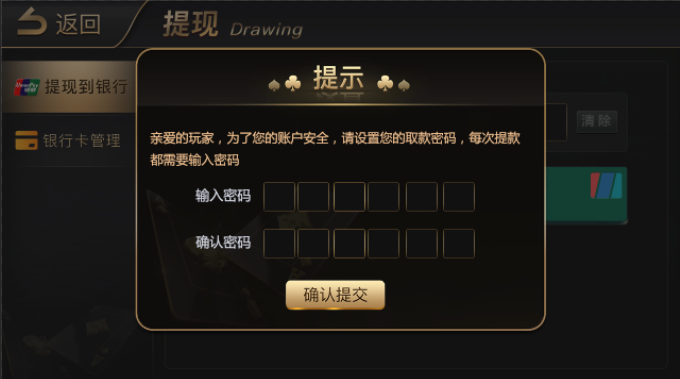 返回
提现 Drawing
提现到银行
银行卡管理
清除
提示
亲爱的玩家，为了您的账户安全，请设置您的取款密码，每次提款
都需要输入密码
输入密码
确认密码
确认提交